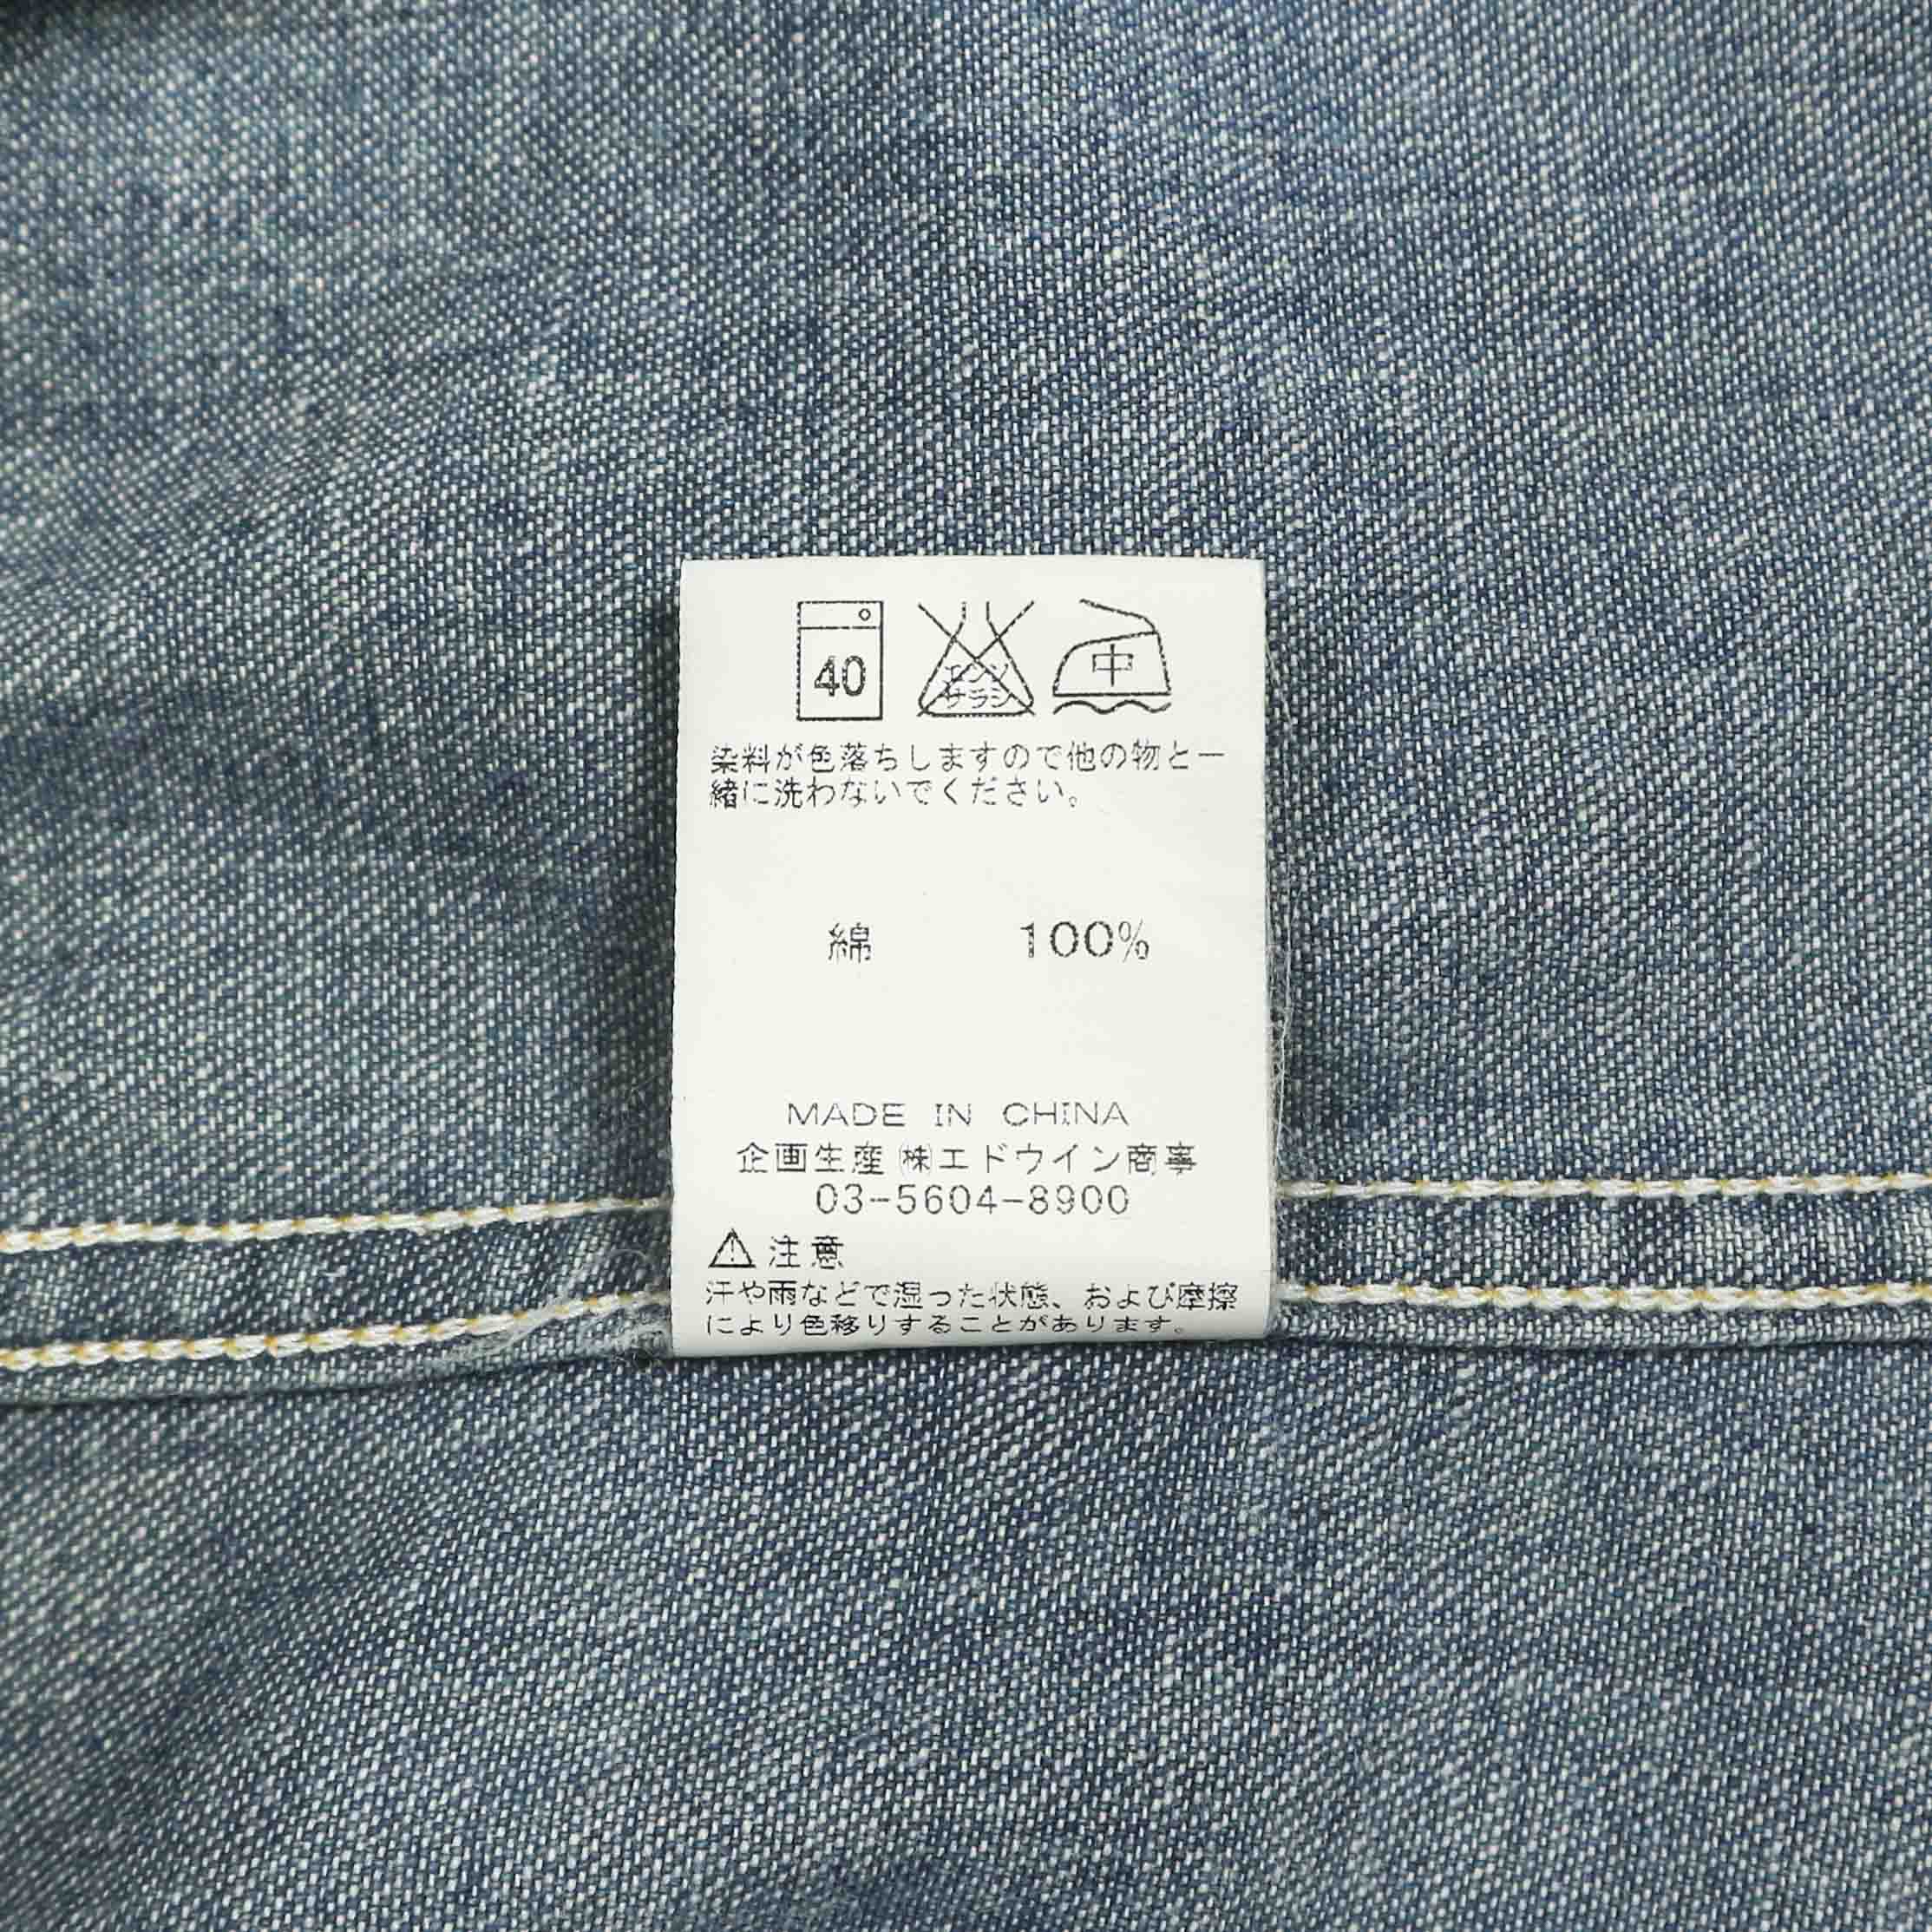 40
エンソ
サラシ
中
染料が色落ちしますので他の物と一
緒に洗わないでください。
綿 100%
MADE IN CHINA
企画生産㈱エドウイン商事
03-5604-8900
⚠ 注意
汗や雨などで湿った状態、および摩擦
により色移りすることがあります。